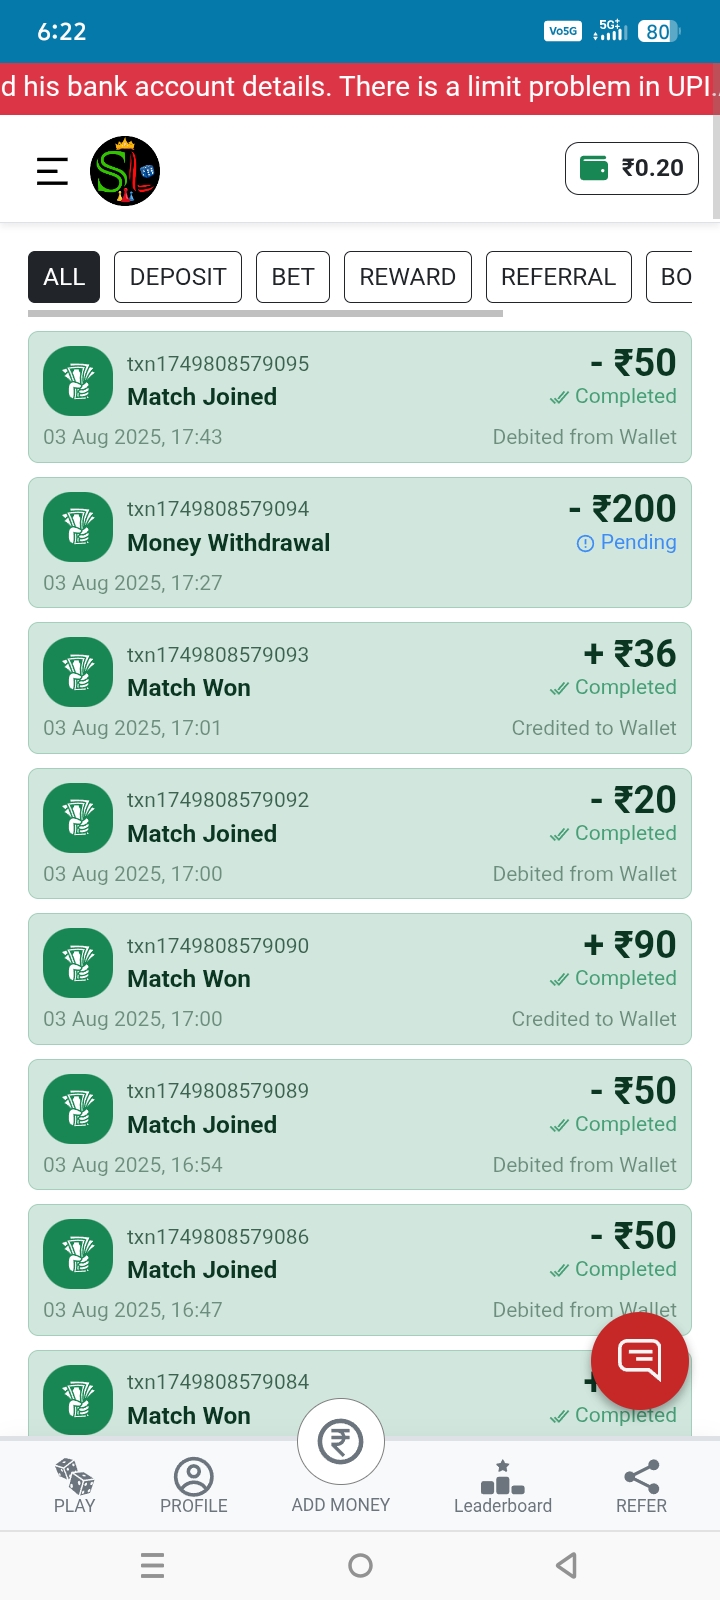 6:22
Vo5G 5G 80
d his bank account details. There is a limit problem in UPI..
SL ₹0.20
ALL DEPOSIT BET REWARD REFERRAL BO
txn1749808579095 - ₹50
Match Joined Completed
03 Aug 2025, 17:43 Debited from Wallet
txn1749808579094 - ₹200
Money Withdrawal Pending
03 Aug 2025, 17:27
txn1749808579093 + ₹36
Match Won Completed
03 Aug 2025, 17:01 Credited to Wallet
txn1749808579092 - ₹20
Match Joined Completed
03 Aug 2025, 17:00 Debited from Wallet
txn1749808579090 + ₹90
Match Won Completed
03 Aug 2025, 17:00 Credited to Wallet
txn1749808579089 - ₹50
Match Joined Completed
03 Aug 2025, 16:54 Debited from Wallet
txn1749808579086 - ₹50
Match Joined Completed
03 Aug 2025, 16:47 Debited from Wallet
txn1749808579084 +
Match Won Completed
PLAY PROFILE ADD MONEY Leaderboard REFER